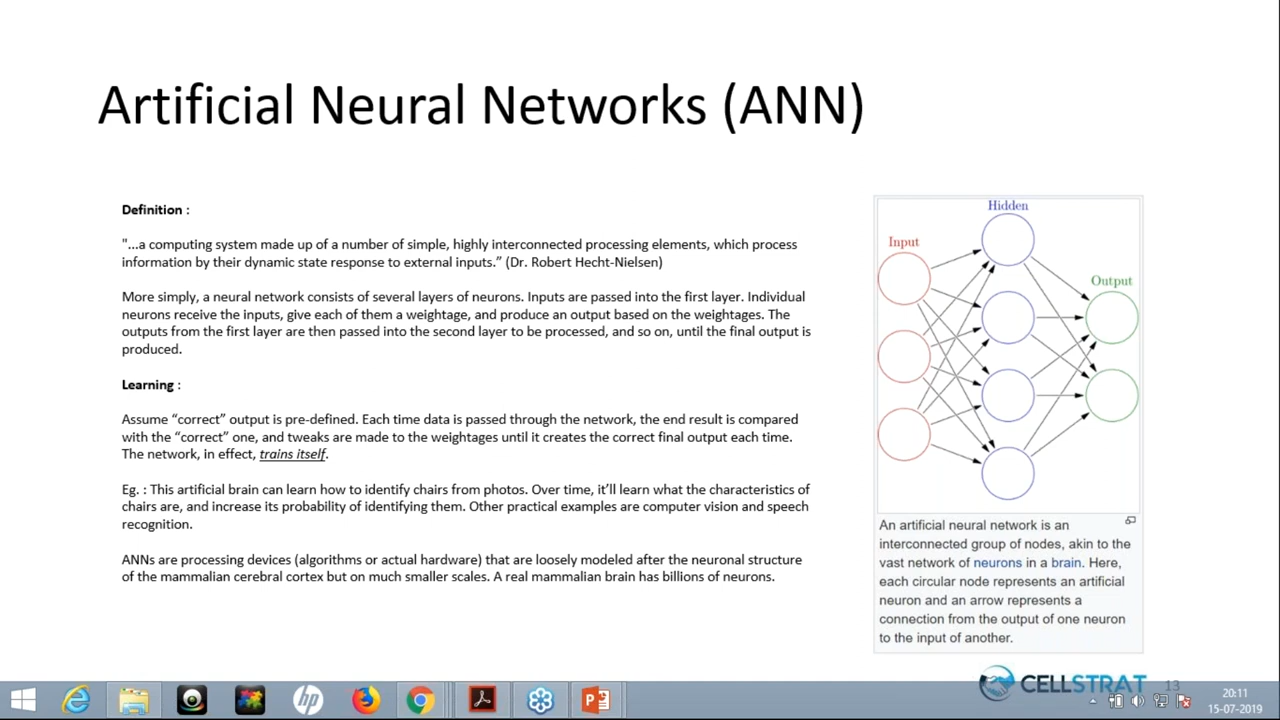 Artificial Neural Networks (ANN)
Definition :
"...a computing system made up of a number of simple, highly interconnected processing elements, which process
information by their dynamic state response to external inputs.” (Dr. Robert Hecht-Nielsen)
More simply, a neural network consists of several layers of neurons. Inputs are passed into the first layer. Individual
neurons receive the inputs, give each of them a weightage, and produce an output based on the weightages. The
outputs from the first layer are then passed into the second layer to be processed, and so on, until the final output is
produced.
Learning :
Assume “correct” output is pre-defined. Each time data is passed through the network, the end result is compared
with the “correct” one, and tweaks are made to the weightages until it creates the correct final output each time.
The network, in effect, trains itself.
Eg. : This artificial brain can learn how to identify chairs from photos. Over time, it’ll learn what the characteristics of
chairs are, and increase its probability of identifying them. Other practical examples are computer vision and speech
recognition.
ANNs are processing devices (algorithms or actual hardware) that are loosely modeled after the neuronal structure
of the mammalian cerebral cortex but on much smaller scales. A real mammalian brain has billions of neurons.
Hidden
Input
Output
An artificial neural network is an
interconnected group of nodes, akin to the
vast network of neurons in a brain. Here,
each circular node represents an artificial
neuron and an arrow represents a
connection from the output of one neuron
to the input of another.
CELLSTRAT
13
hp
20:11
15-07-2019